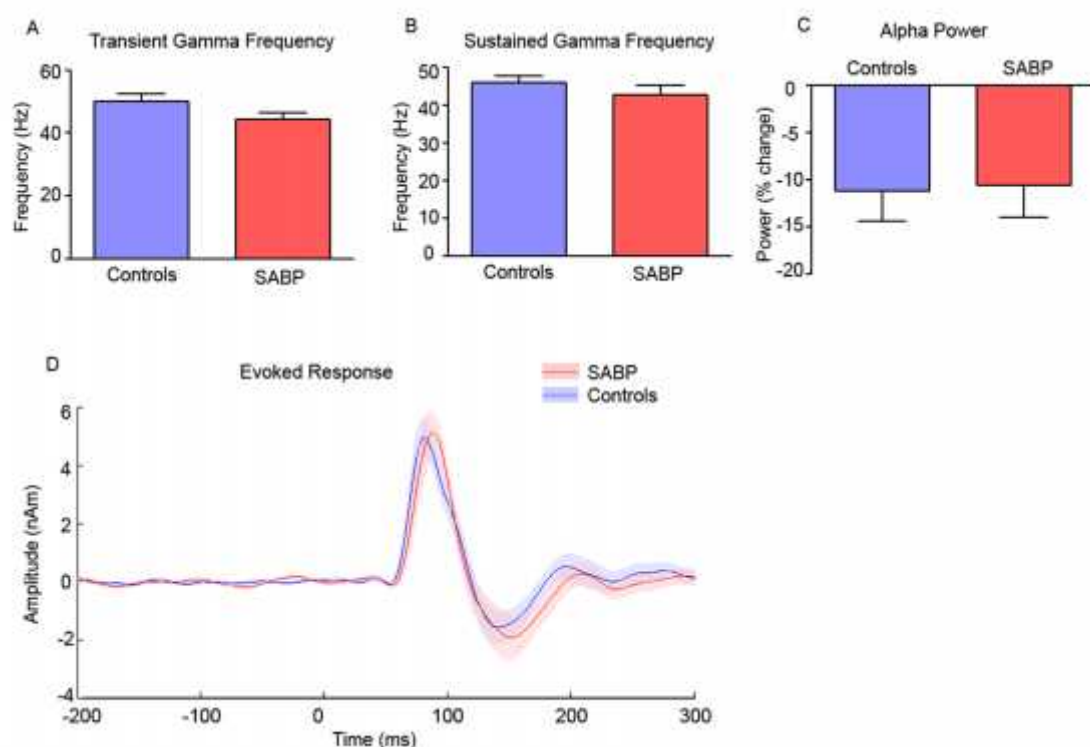 A
Transient Gamma Frequency
Frequency (Hz)
60
40
20
0
Controls
SABP
B
Sustained Gamma Frequency
Frequency (Hz)
50
40
30
20
10
0
Controls
SABP
C
Alpha Power
Controls
SABP
Power (% change)
0
-5
-10
-15
-20
D
Evoked Response
SABP
Controls
Amplitude (nAm)
6
4
2
0
-2
-4
-200
-100
0
100
200
300
Time (ms)